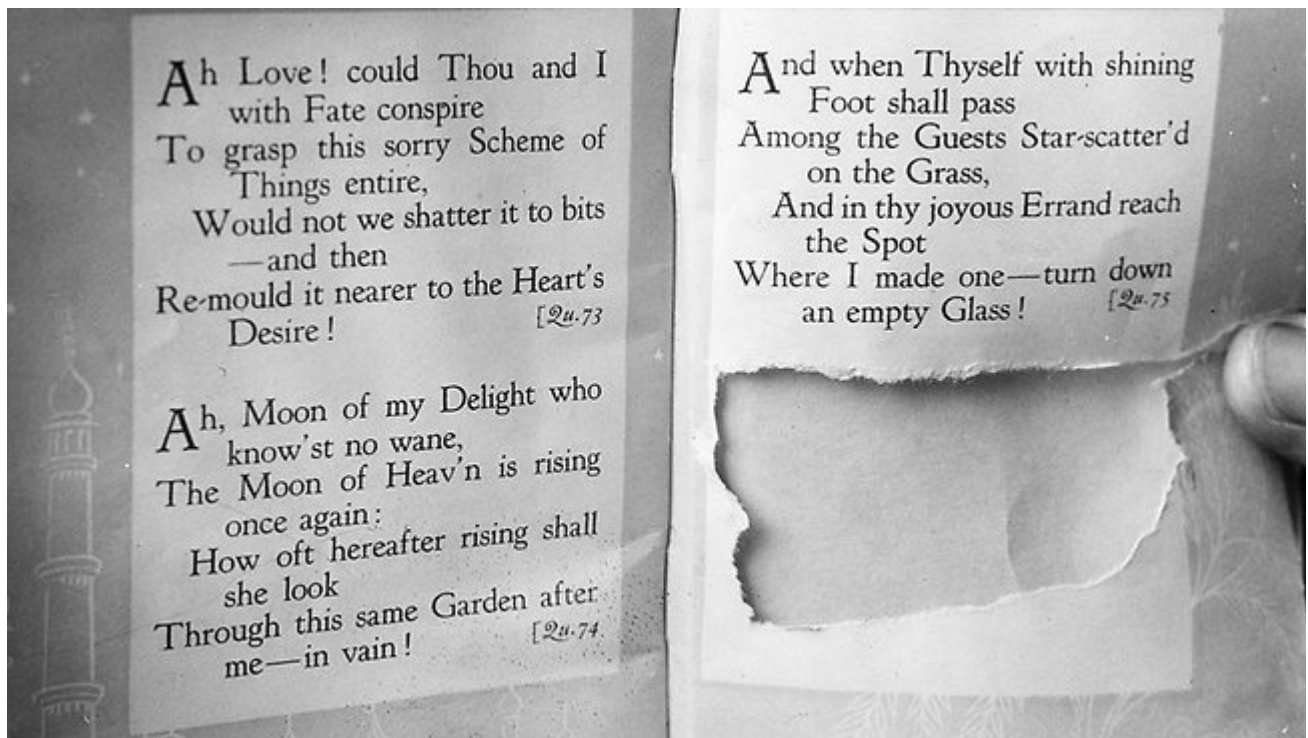 Ah Love! could Thou and I
with Fate conspire
To grasp this sorry Scheme of
Things entire,
Would not we shatter it to bits
—and then
Re-mould it nearer to the Heart's
Desire!
[Qu. 73
Ah, Moon of my Delight who
know'st no wane,
The Moon of Heav'n is rising
once again:
How oft hereafter rising shall
she look
Through this same Garden after
me—in vain!
[Qu. 74
And when Thyself with shining
Foot shall pass
Among the Guests Star-scatter'd
on the Grass,
And in thy joyous Errand reach
the Spot
Where I made one—turn down
an empty Glass!
[Qu. 75